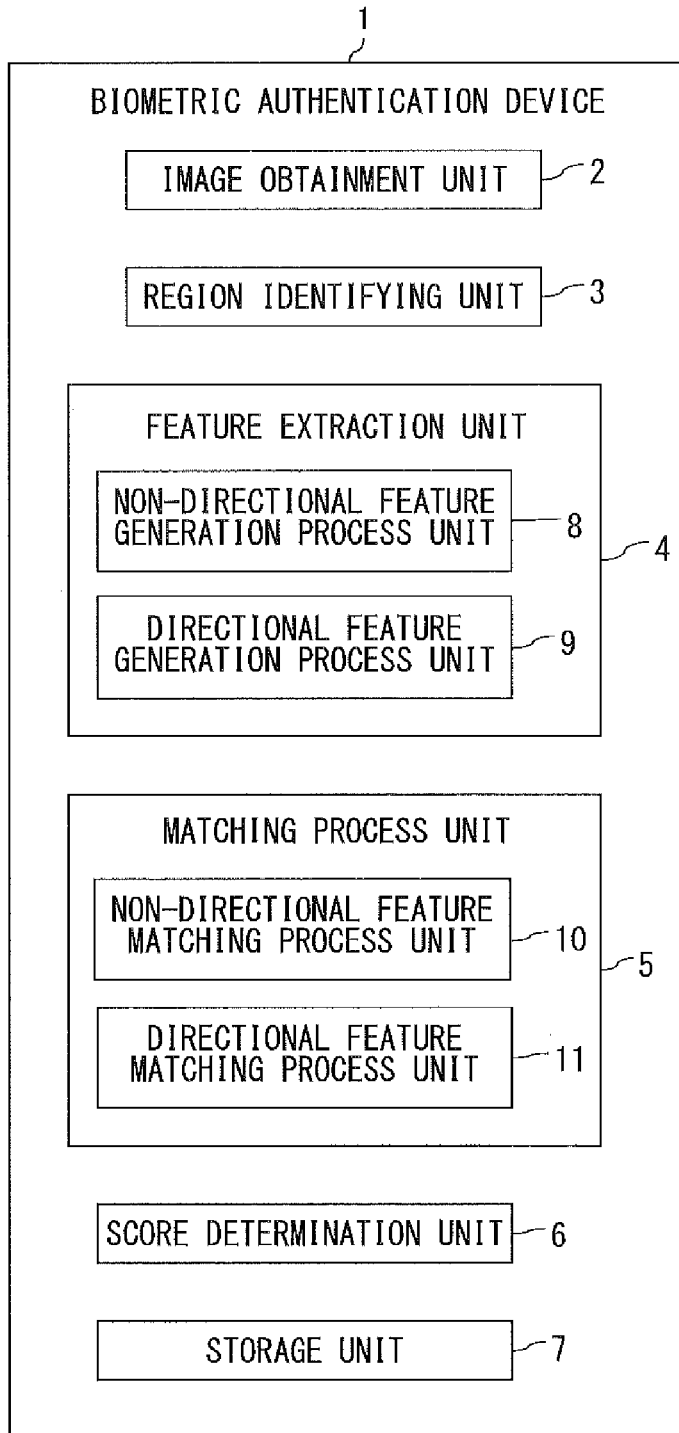 1
BIOMETRIC AUTHENTICATION DEVICE
IMAGE OBTAINMENT UNIT
2
REGION IDENTIFYING UNIT
3
FEATURE EXTRACTION UNIT
NON-DIRECTIONAL FEATURE
GENERATION PROCESS UNIT
8
4
DIRECTIONAL FEATURE
GENERATION PROCESS UNIT
9
MATCHING PROCESS UNIT
NON-DIRECTIONAL FEATURE
MATCHING PROCESS UNIT
10
5
DIRECTIONAL FEATURE
MATCHING PROCESS UNIT
11
SCORE DETERMINATION UNIT
6
STORAGE UNIT
7